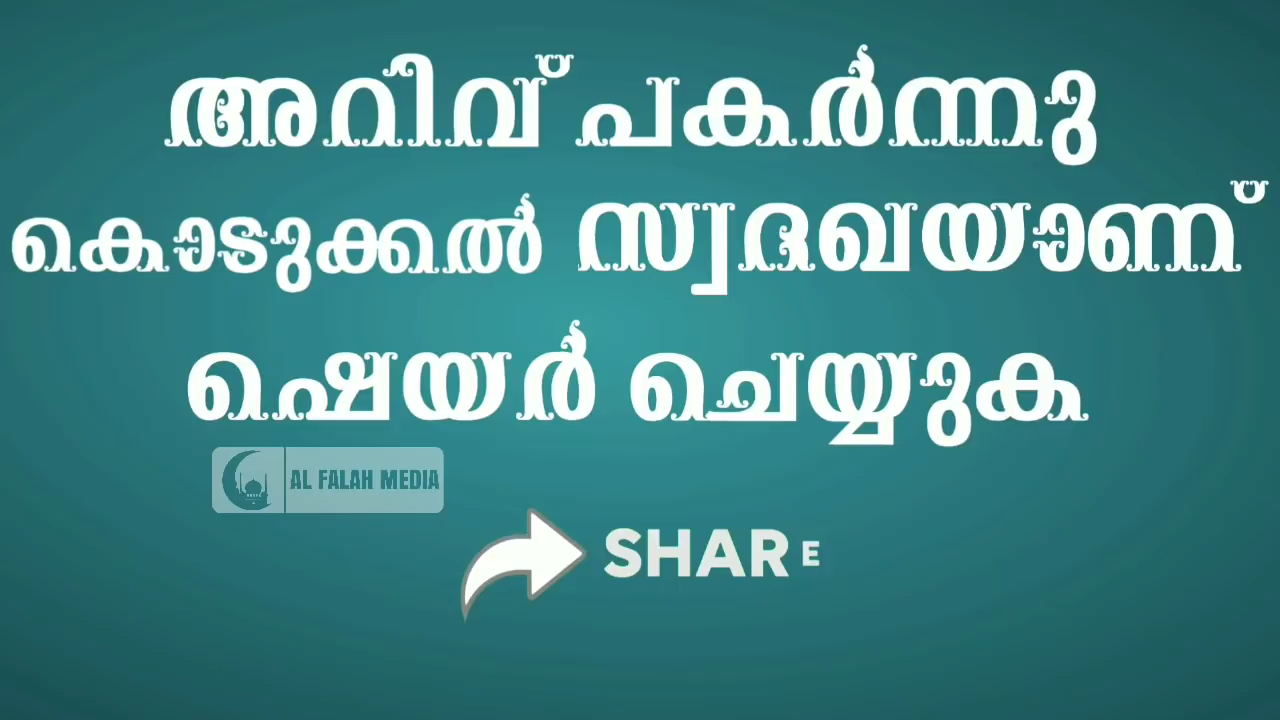 അറിവ് പകർന്നു
കൊടുക്കൽ സ്വദഖയാണ്
ഷെയർ ചെയ്യുക
AL FALAH MEDIA
SHARE